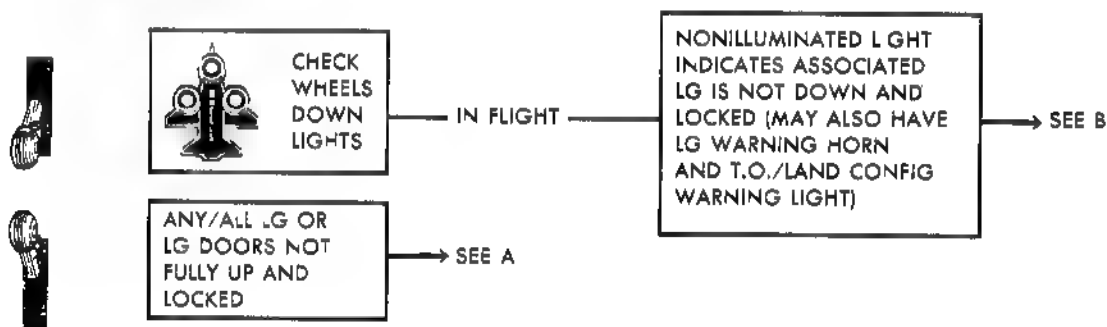 CHECK
WHEELS
DOWN
LIGHTS
IN FLIGHT
NONILLUMINATED L GHT
INDICATES ASSOCIATED
LG IS NOT DOWN AND
LOCKED (MAY ALSO HAVE
LG WARNING HORN
AND T.O./LAND CONFIG
WARNING LIGHT)
SEE B
ANY/ALL LG OR
LG DOORS NOT
FULLY UP AND
LOCKED
SEE A